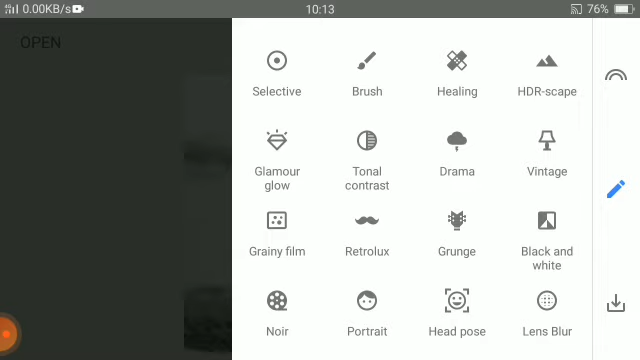 4G 0.00KB/s 10:13 76%
OPEN
Selective Brush Healing HDR-scape
Glamour glow Tonal contrast Drama Vintage
Grainy film Retrolux Grunge Black and white
Noir Portrait Head pose Lens Blur